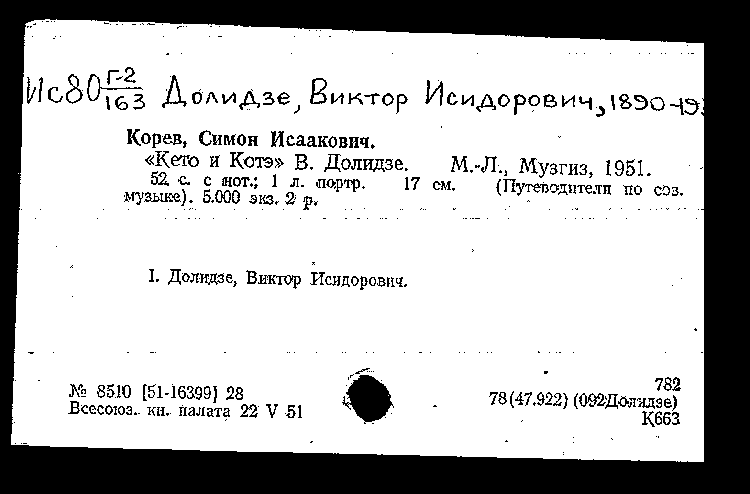 Ис80 Г-2/163 Долидзе, Виктор Исидорович, 1890-19
Корев, Симон Исаакович.
«Кето и Котэ» В. Долидзе. М.-Л., Музгиз, 1951.
52 с. с нот.; 1 л. портр. 17 см. (Путеводители по соз.
музыке). 5.000 экз. 2 р.
I. Долидзе, Виктор Исидорович.
№ 8510 [51-16399] 28
Всесоюз. кн. палата 22 V 51
782
78(47.922) (092Долидзе)
К663